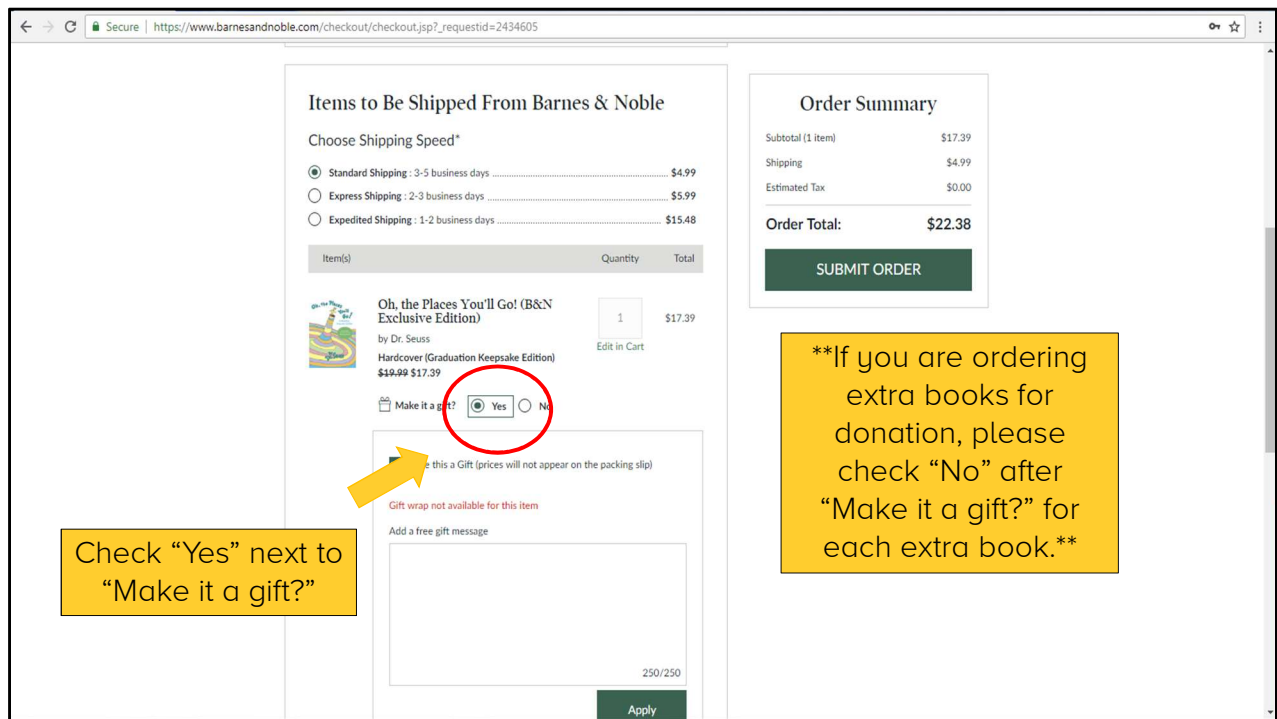 Secure | https://www.barnesandnoble.com/checkout/checkout.jsp?_requestid=2434605
Items to Be Shipped From Barnes & Noble
Choose Shipping Speed*
Standard Shipping : 3-5 business days $4.99
Express Shipping : 2-3 business days $5.99
Expedited Shipping : 1-2 business days $15.48
Item(s) Quantity Total
Oh, the Places You'll Go! (B&N
Exclusive Edition)
by Dr. Seuss
Hardcover (Graduation Keepsake Edition)
$19.99 $17.39
1
Edit in Cart
$17.39
Make it a gift? Yes No
this a Gift (prices will not appear on the packing slip)
Gift wrap not available for this item
Add a free gift message
250/250
Apply
Order Summary
Subtotal (1 item) $17.39
Shipping $4.99
Estimated Tax $0.00
Order Total: $22.38
SUBMIT ORDER
**If you are ordering
extra books for
donation, please
check “No” after
“Make it a gift?” for
each extra book.**
Check “Yes” next to
“Make it a gift?”